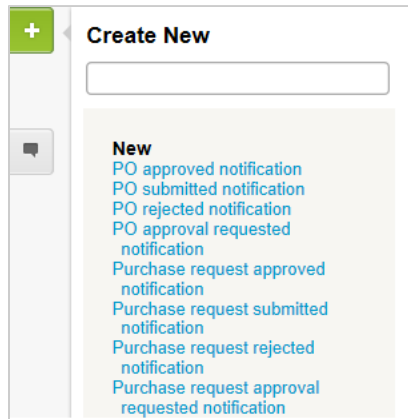 Create New
New
PO approved notification
PO submitted notification
PO rejected notification
PO approval requested
notification
Purchase request approved
notification
Purchase request submitted
notification
Purchase request rejected
notification
Purchase request approval
requested notification